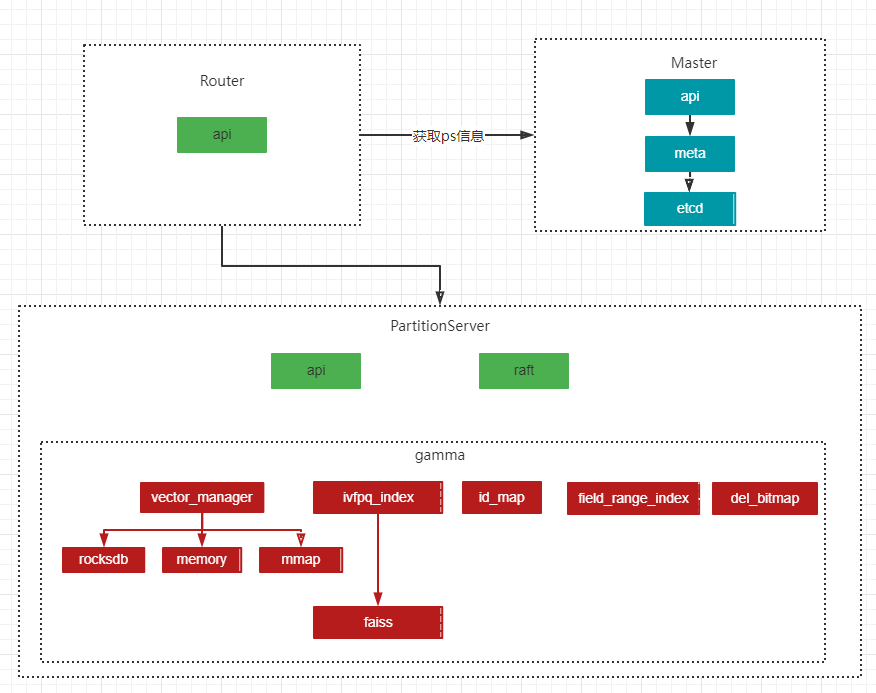 Router
api
获取ps信息
Master
api
meta
etcd
PartitionServer
api
raft
gamma
vector_manager
ivfpq_index
id_map
field_range_index
del_bitmap
rocksdb
memory
mmap
faiss